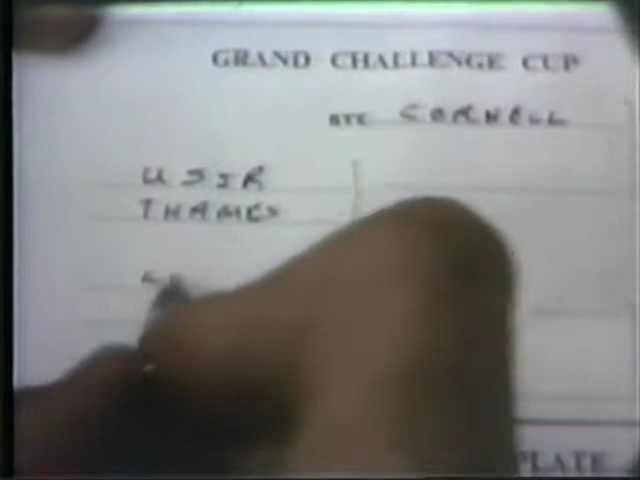 GRAND CHALLENGE CUP
BYE CORNELL
USSR
THAMES
PLATE